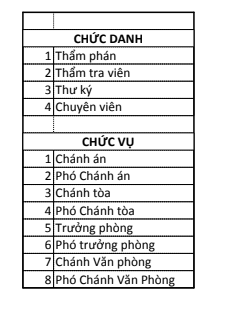 CHỨC DANH
1 Thẩm phán
2 Thẩm tra viên
3 Thư ký
4 Chuyên viên
CHỨC VỤ
1 Chánh án
2 Phó Chánh án
3 Chánh tòa
4 Phó Chánh tòa
5 Trưởng phòng
6 Phó trưởng phòng
7 Chánh Văn phòng
8 Phó Chánh Văn Phòng